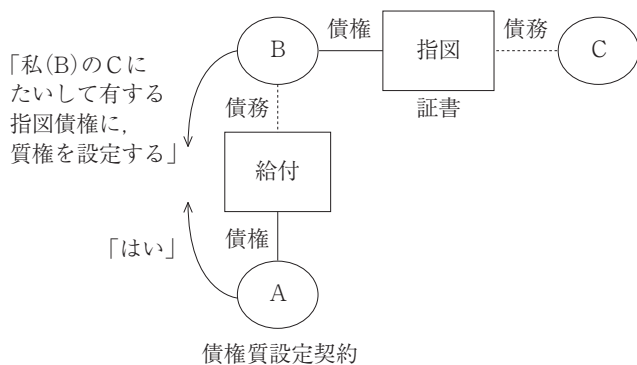 B
債権
指図
債務
C
証書
「私(B)のCに
たいして有する
指図債権に，
質権を設定する」
債務
給付
「はい」
債権
A
債権質設定契約